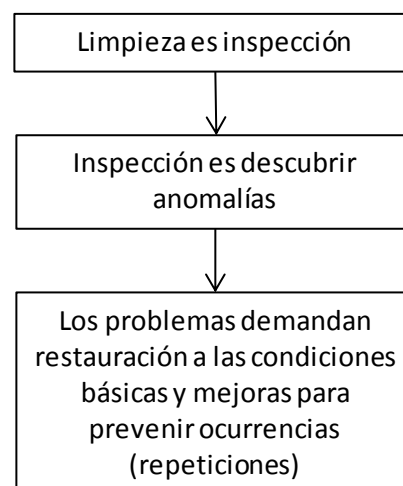 Limpieza es inspección
Inspección es descubrir
anomalías
Los problemas demandan
restauración a las condiciones
básicas y mejoras para
prevenir ocurrencias
(repeticiones)